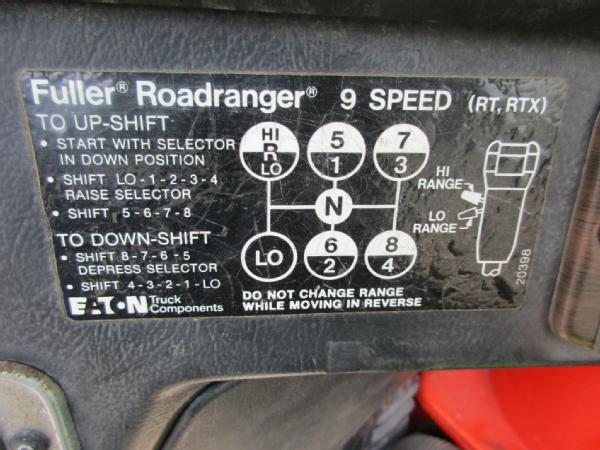 Fuller® Roadranger® 9 SPEED (RT, RTX)
TO UP-SHIFT
• START WITH SELECTOR
IN DOWN POSITION
• SHIFT LO-1-2-3-4
RAISE SELECTOR
• SHIFT 5-6-7-8
TO DOWN-SHIFT
• SHIFT 8-7-6-5
DEPRESS SELECTOR
• SHIFT 4-3-2-1-LO
EATON Truck
Components
HI
R
LO
5
1
7
3
N
LO
6
2
8
4
DO NOT CHANGE RANGE
WHILE MOVING IN REVERSE
HI
RANGE
LO
RANGE
20398